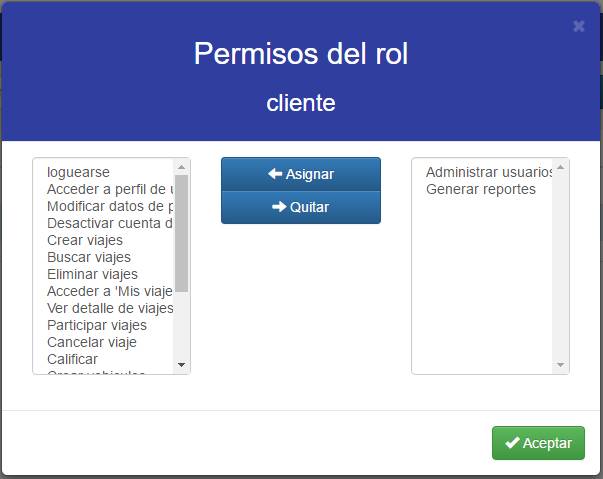 ×
Permisos del rol
cliente
loguearse
Acceder a perfil de u
Modificar datos de p
Desactivar cuenta d
Crear viajes
Buscar viajes
Eliminar viajes
Acceder a 'Mis viaje
Ver detalle de viajes
Participar viajes
Cancelar viaje
Calificar
Crear vehiculos
Asignar
Quitar
Administrar usuarios
Generar reportes
Aceptar